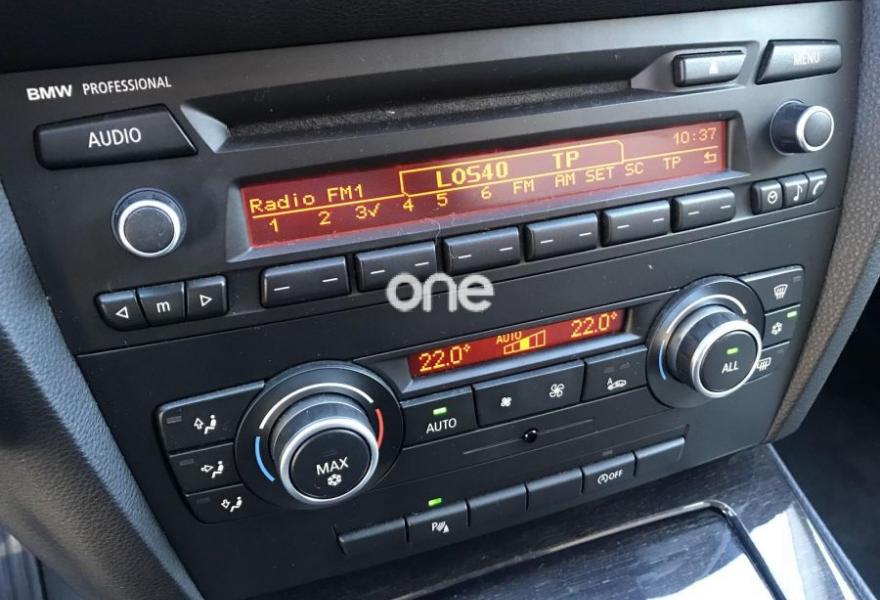 BMW PROFESSIONAL
MENU
AUDIO
10:37
LOS40 TP
Radio FM1
1 2 3✓ 4 5 6 FM AM SET SC TP
m
one
22.0° AUTO 22.0°
ALL
AUTO
A
MAX
OFF
P